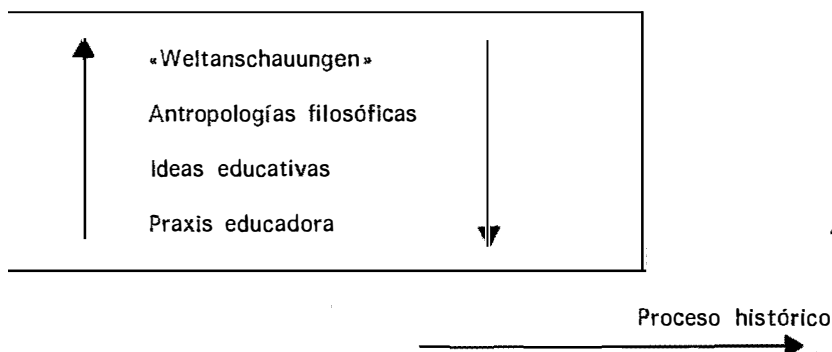 «Weltanschauungen»
Antropologías filosóficas
Ideas educativas
Praxis educadora
Proceso histórico